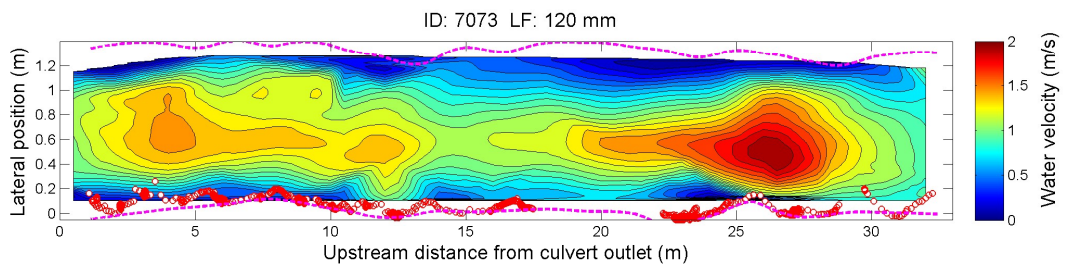 ID: 7073 LF: 120 mm
Lateral position (m)
1.2
1
0.8
0.6
0.4
0.2
0
0 5 10 15 20 25 30
Upstream distance from culvert outlet (m)
2
1.5
1
0.5
0
Water velocity (m/s)